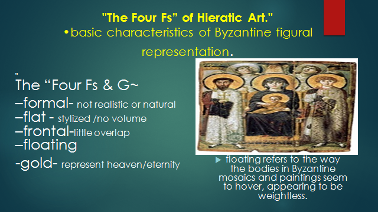 "The Four Fs" of Hieratic Art."
•basic characteristics of Byzantine figural
representation.
"
The "Four Fs & G~
–formal- not realistic or natural
–flat - stylized /no volume
–frontal-little overlap
–floating
-gold- represent heaven/eternity
floating refers to the way
the bodies in Byzantine
mosaics and paintings seem
to hover, appearing to be
weightless.